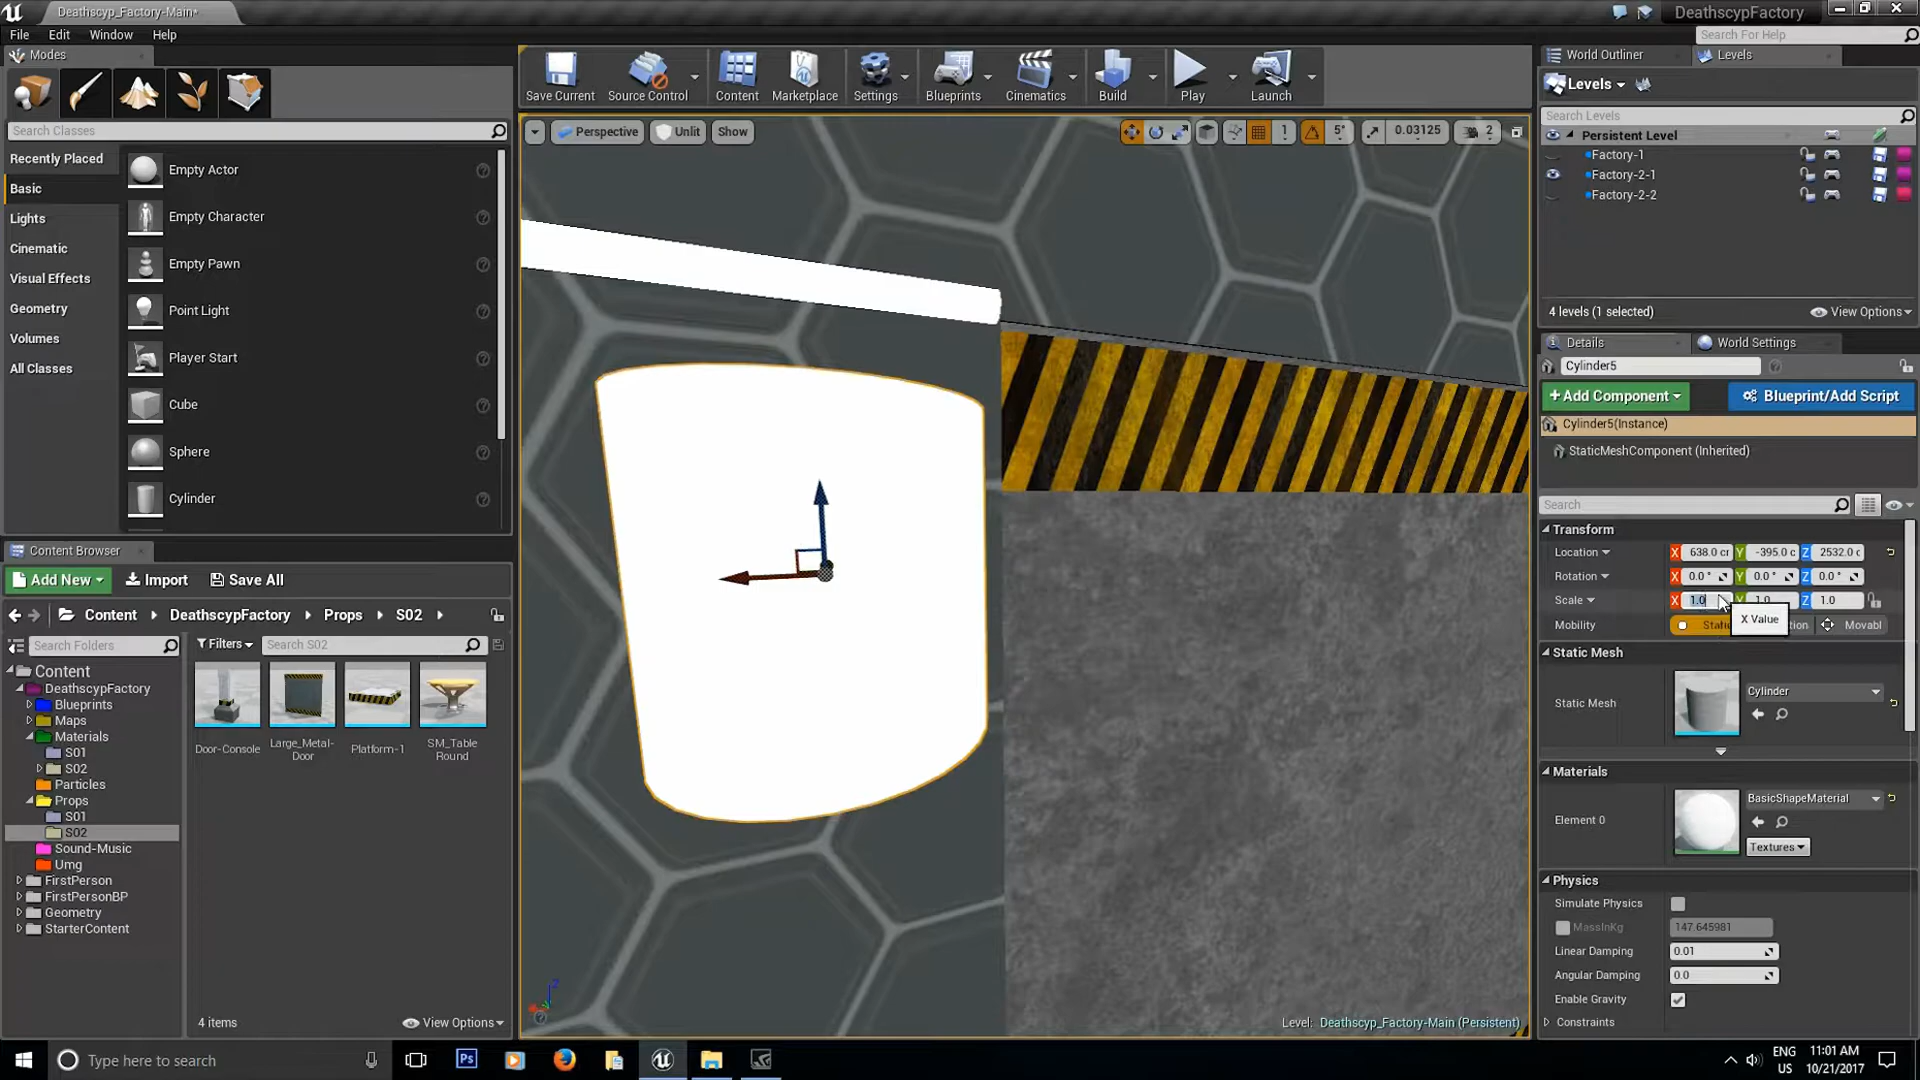 Deathscyp_Factory-Main*
DeathscypFactory
File
Edit
Window
Help
Search For Help
Modes
Search Classes
Recently Placed
Basic
Lights
Cinematic
Visual Effects
Geometry
Volumes
All Classes
Empty Actor
Empty Character
Empty Pawn
Point Light
Player Start
Cube
Sphere
Cylinder
Save Current
Source Control
Content
Marketplace
Settings
Blueprints
Cinematics
Build
Play
Launch
Perspective
Unlit
Show
1
5°
0.03125
2
Level: Deathscyp_Factory-Main (Persistent)
World Outliner
Levels
Levels
Search Levels
Persistent Level
Factory-1
Factory-2-1
Factory-2-2
4 levels (1 selected)
View Options
Details
World Settings
Cylinder5
+Add Component
Blueprint/Add Script
Cylinder5(Instance)
StaticMeshComponent (Inherited)
Search
Transform
Location X 638.0 cr Y -395.0 c Z 2532.0 c
Rotation 0.0 ° 0.0 ° 0.0 °
Scale X 1.0 Y 1.0 Z 1.0
X Value
Mobility Movabl
Static Mesh
Static Mesh
Cylinder
Materials
Element 0
BasicShapeMaterial
Textures
Physics
Simulate Physics
MassInKg 147.645981
Linear Damping 0.01
Angular Damping 0.0
Enable Gravity
Constraints
Content Browser
Add New
Import
Save All
Content
DeathscypFactory
Props
S02
Search Folders
Filters
Search S02
Content
DeathscypFactory
Blueprints
Maps
Materials
S01
S02
Particles
Props
S01
S02
Sound-Music
Umg
FirstPerson
FirstPersonBP
Geometry
StarterContent
Door-Console
Large_Metal-
Door
Platform-1
SM_Table
Round
4 items
View Options
Type here to search
Ps
ENG
US
11:01 AM
10/21/2017